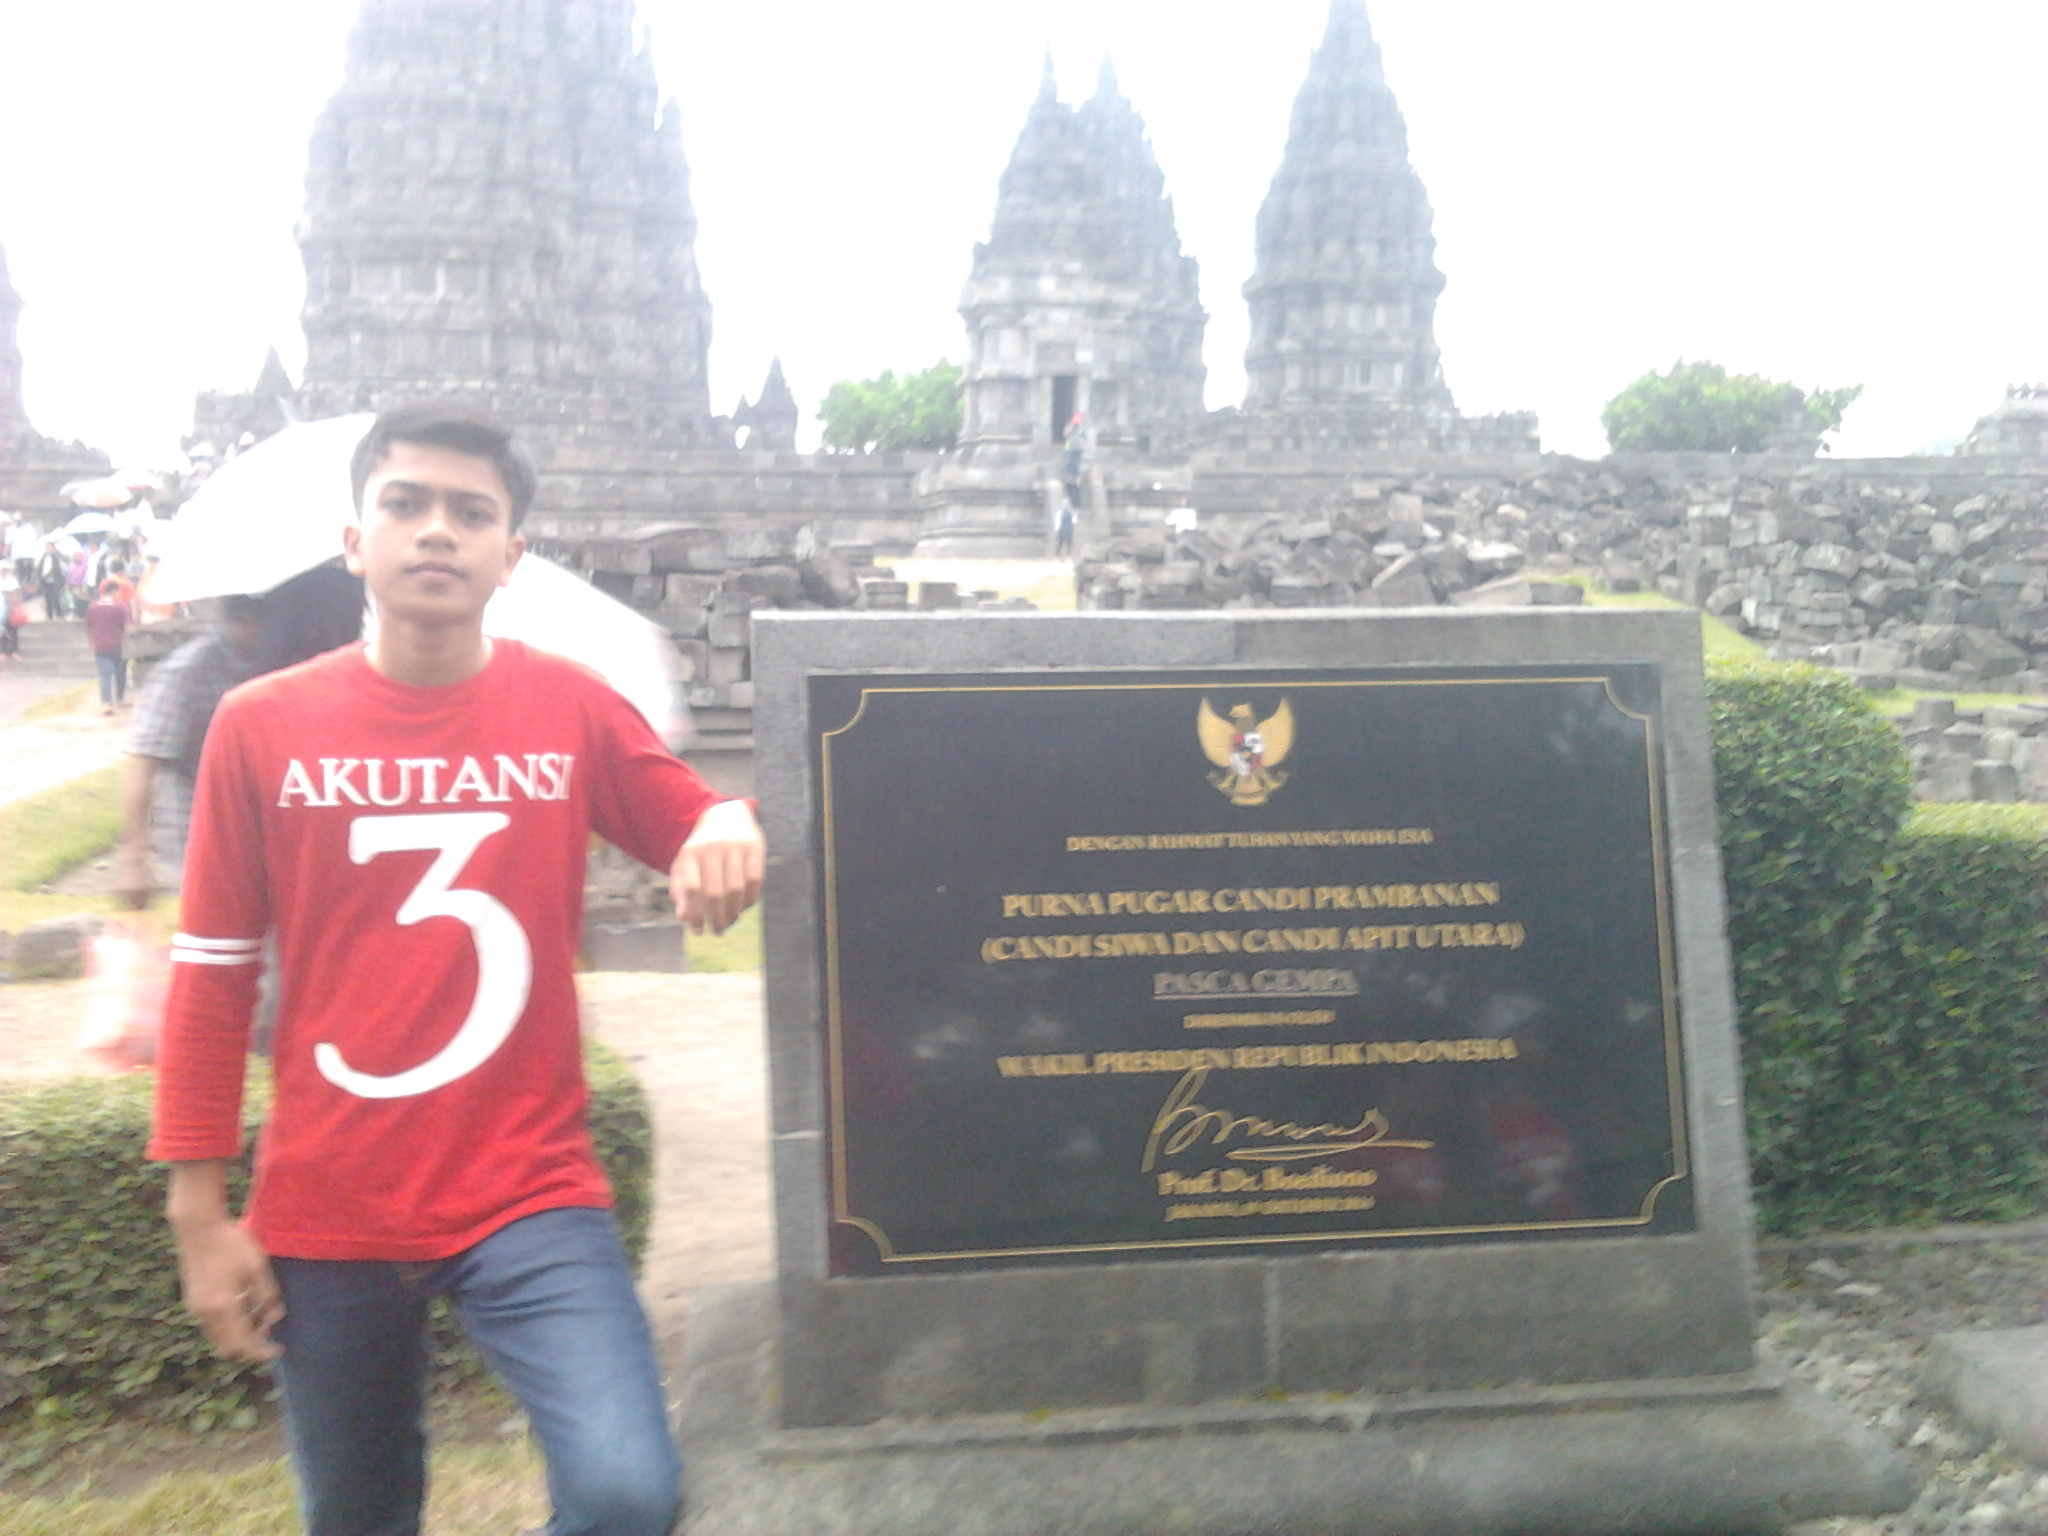 AKUTANSI
3
DENGAN RAHMAT TUHAN YANG MAHA ESA
PURNA PUGAR CANDI PRAMBANAN
(CANDI SIWA DAN CANDI APIT UTARA)
PASCA GEMPA
WAKIL PRESIDEN REPUBLIK INDONESIA
Prof. Dr. Boediono